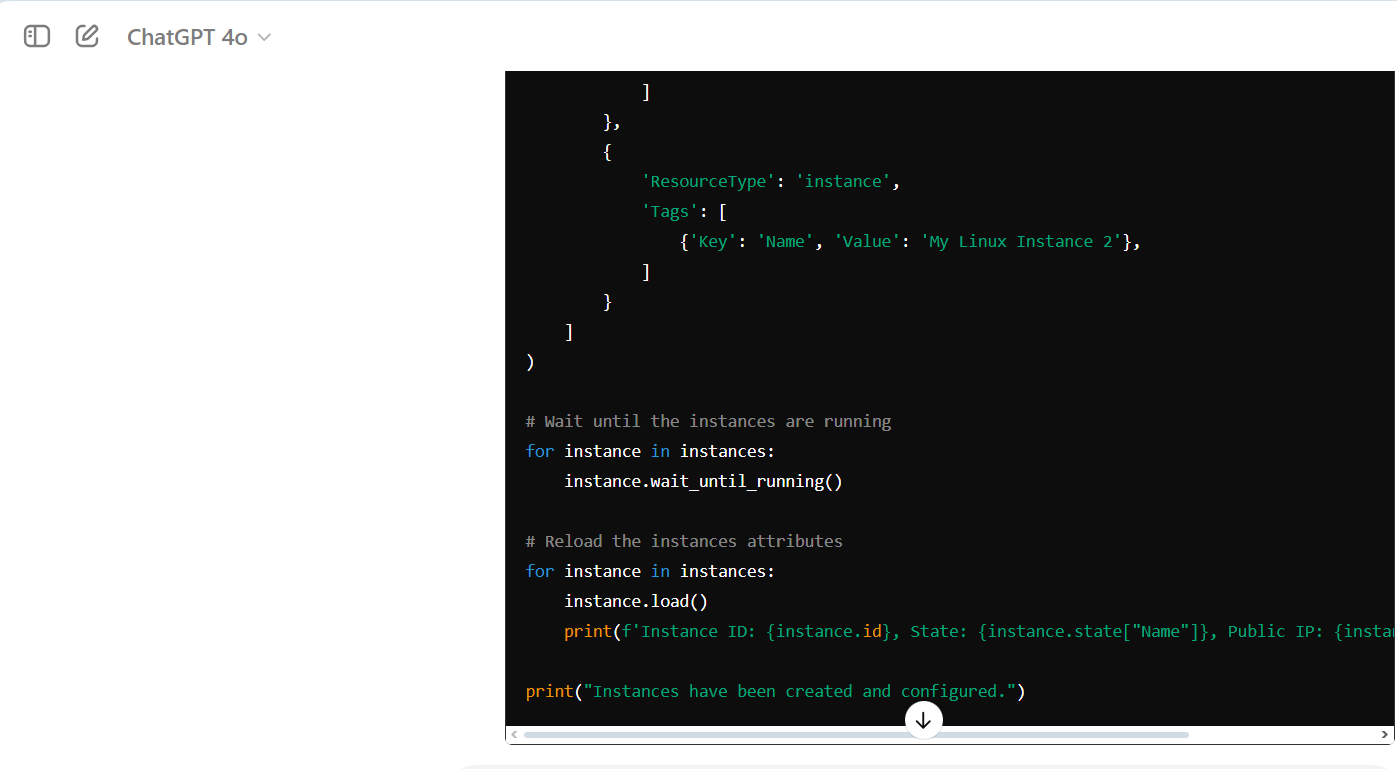 ChatGPT 4o
]
},
{
'ResourceType': 'instance',
'Tags': [
{'Key': 'Name', 'Value': 'My Linux Instance 2'},
]
}
]
)
# Wait until the instances are running
for instance in instances:
instance.wait_until_running()
# Reload the instances attributes
for instance in instances:
instance.load()
print(f'Instance ID: {instance.id}, State: {instance.state["Name"]}, Public IP: {insta
print("Instances have been created and configured.")